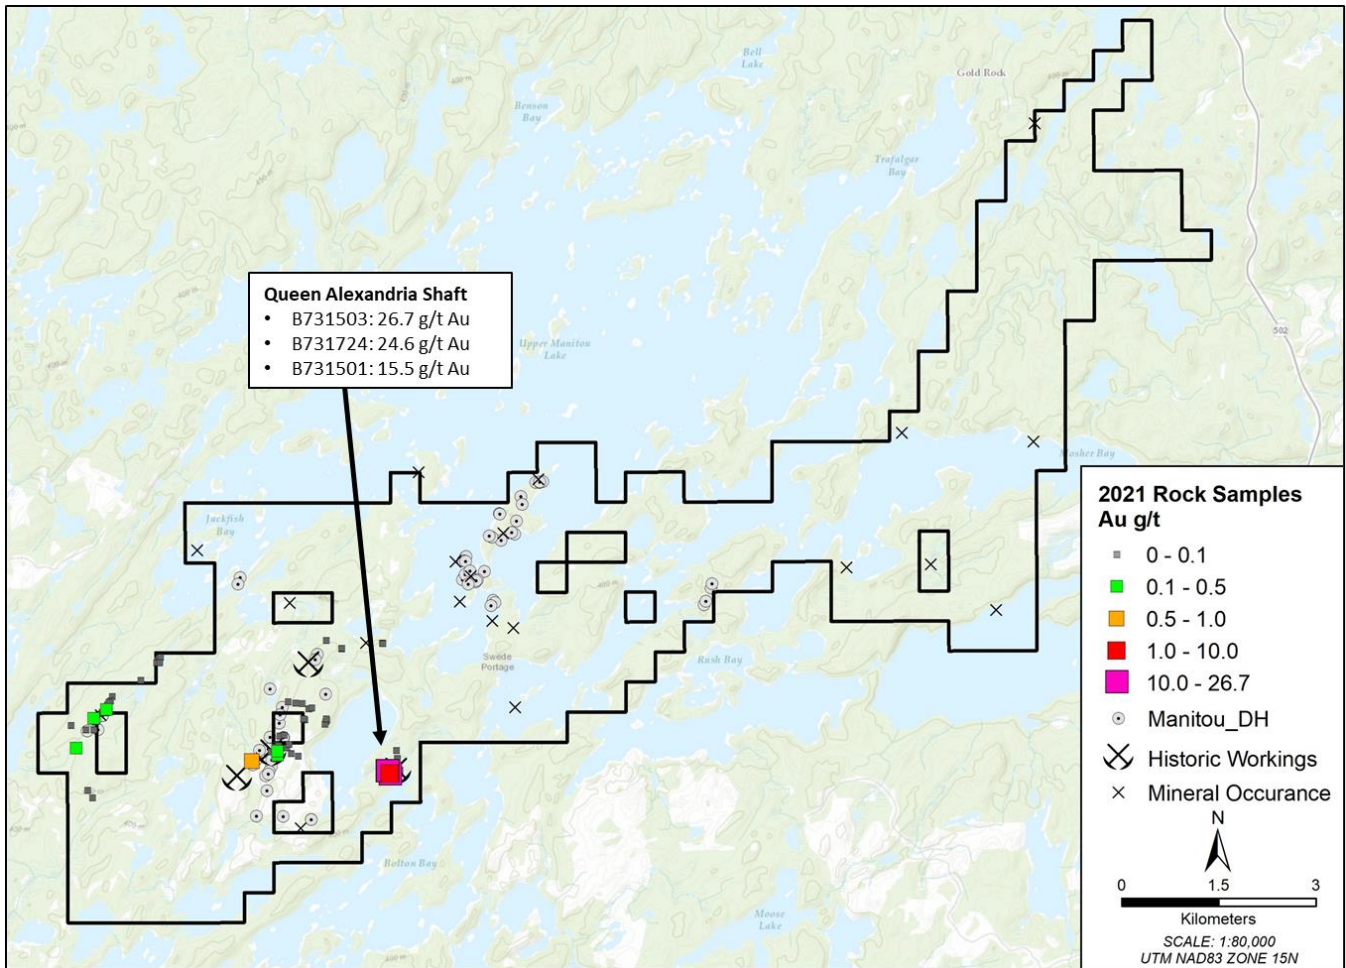 Bell
Lake
Gold Rock
400 m
Benson
Bay
Trafalgar
Bay
Queen Alexandria Shaft
• B731503: 26.7 g/t Au
• B731724: 24.6 g/t Au
• B731501: 15.5 g/t Au
502
Upper Manitou
Lake
Mosher Bay
Jackfish
Bay
Swede
Portage
Rush Bay
Bolton Bay
Moose
Lake
2021 Rock Samples
Au g/t
0 - 0.1
0.1 - 0.5
0.5 - 1.0
1.0 - 10.0
10.0 - 26.7
Manitou_DH
Historic Workings
Mineral Occurance
N
0 1.5 3
Kilometers
SCALE: 1:80,000
UTM NAD83 ZONE 15N